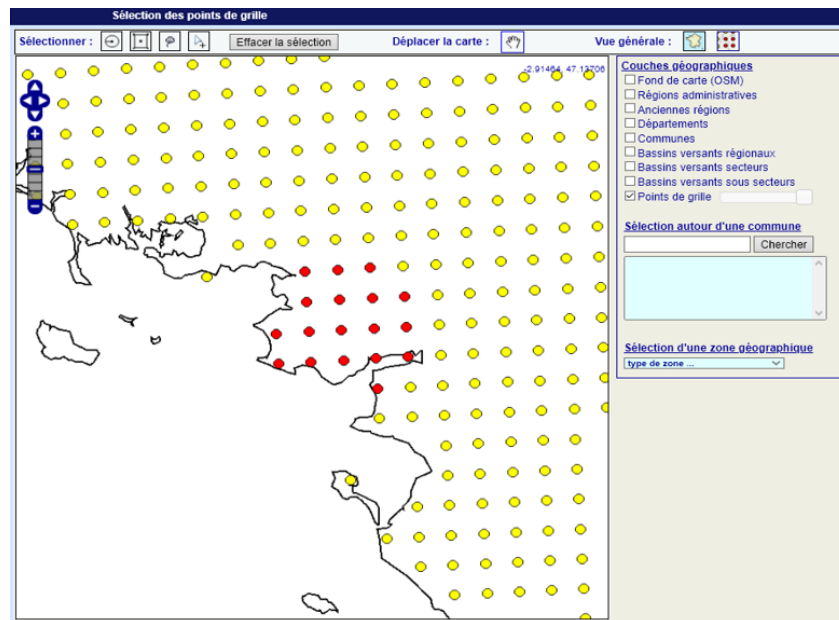 Sélection des points de grille
Sélectionner : Effacer la sélection Déplacer la carte : Vue générale :
-2.91464, 47.13706
Couches géographiques
Fond de carte (OSM)
Régions administratives
Anciennes régions
Départements
Communes
Bassins versants régionaux
Bassins versants secteurs
Bassins versants sous secteurs
Points de grille
Sélection autour d'une commune
Chercher
Sélection d'une zone géographique
type de zone ...